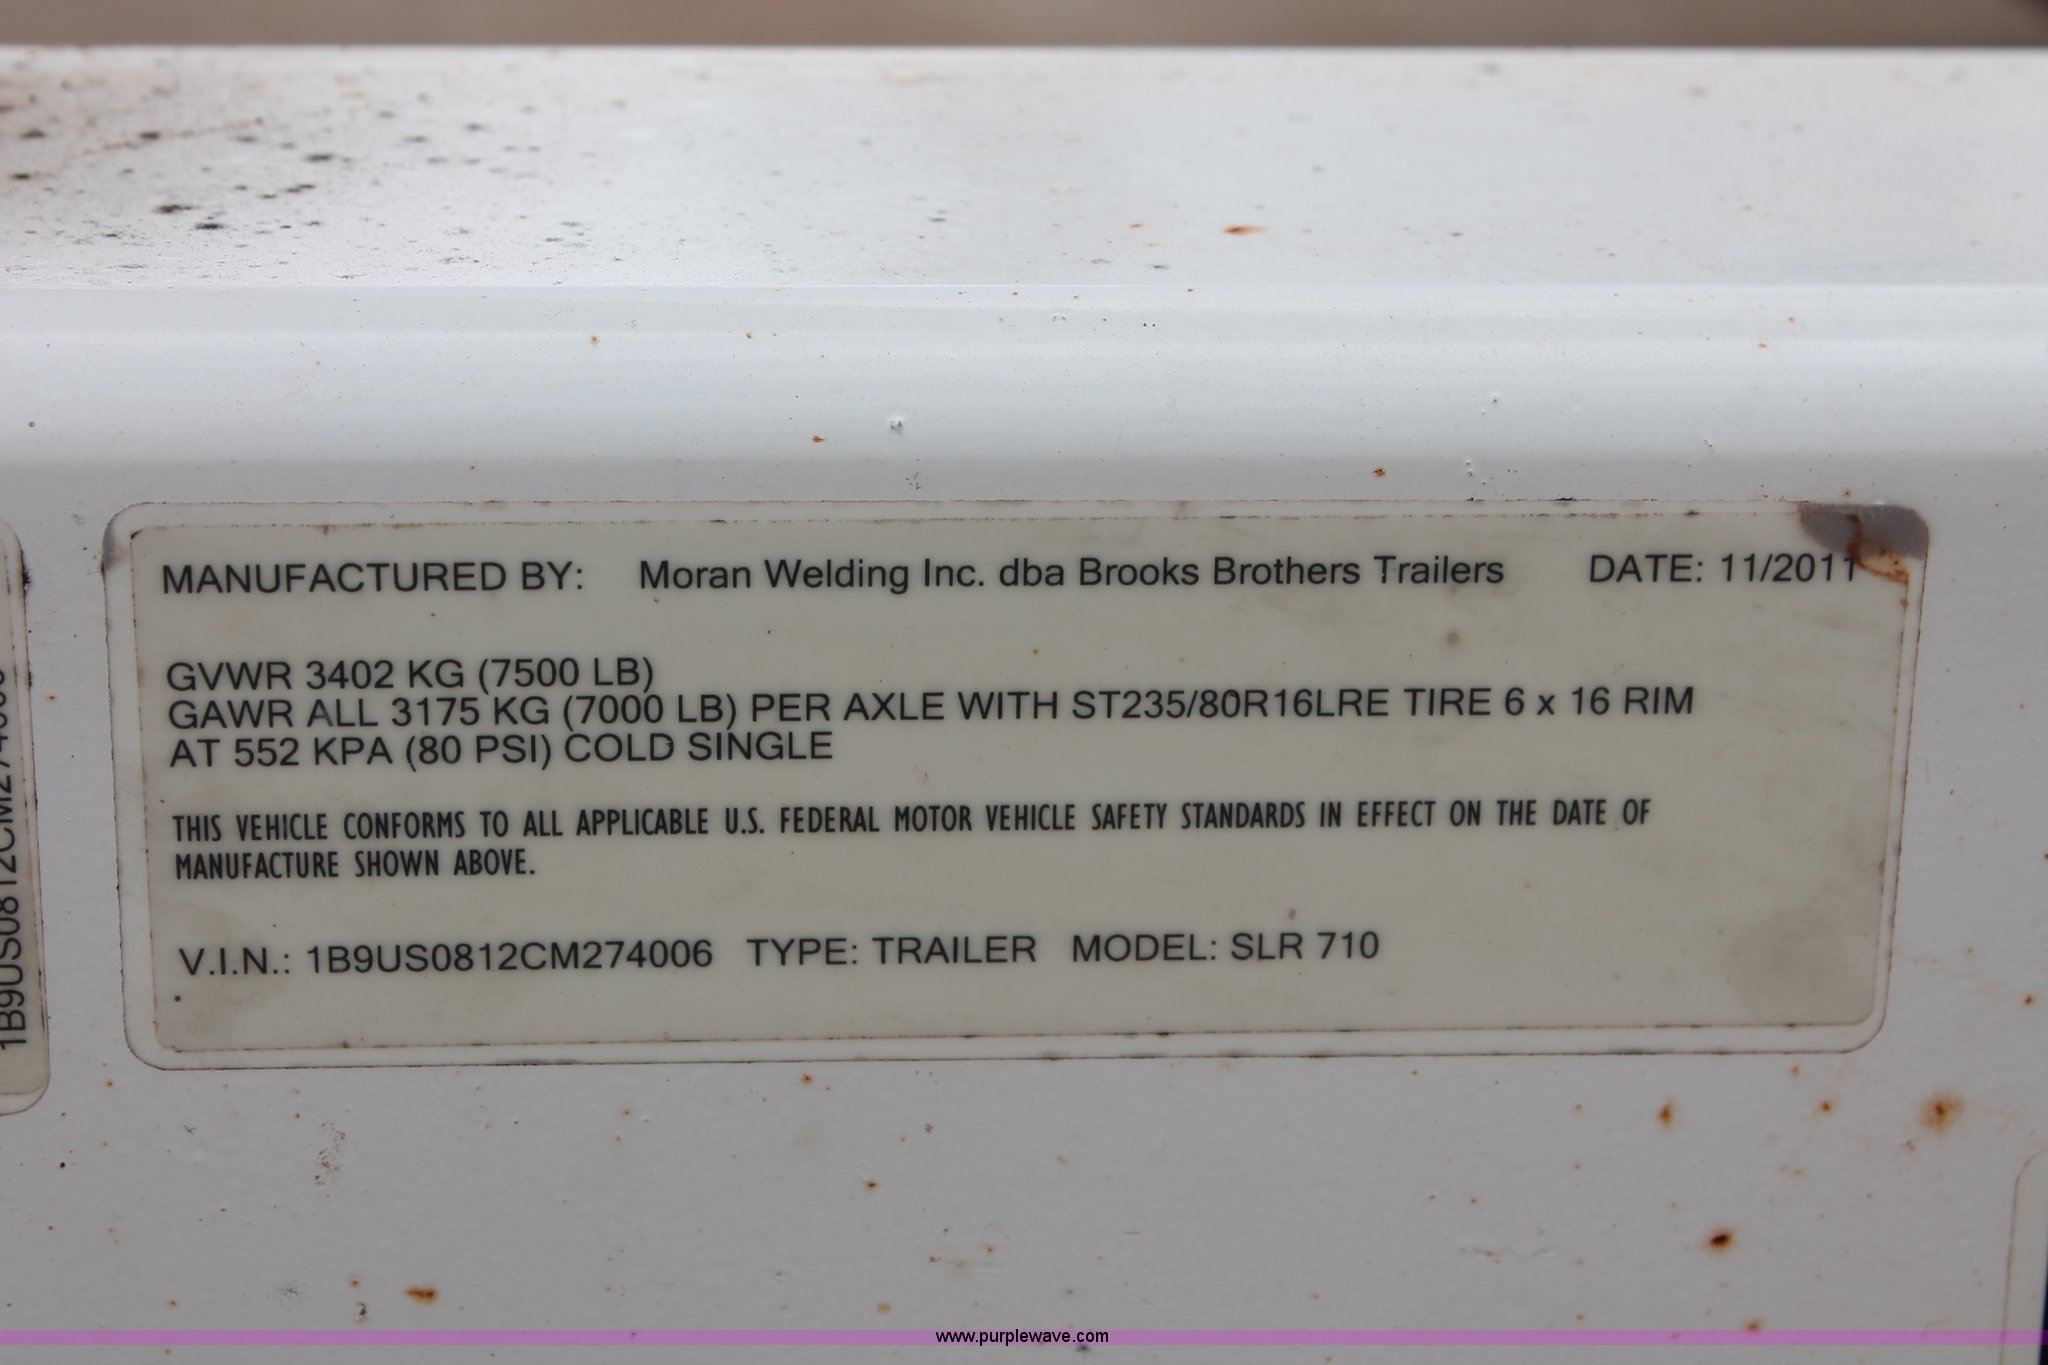 MANUFACTURED BY: Moran Welding Inc. dba Brooks Brothers Trailers DATE: 11/2011
GVWR 3402 KG (7500 LB)
GAWR ALL 3175 KG (7000 LB) PER AXLE WITH ST235/80R16LRE TIRE 6 x 16 RIM
AT 552 KPA (80 PSI) COLD SINGLE
THIS VEHICLE CONFORMS TO ALL APPLICABLE U.S. FEDERAL MOTOR VEHICLE SAFETY STANDARDS IN EFFECT ON THE DATE OF
MANUFACTURE SHOWN ABOVE.
V.I.N.: 1B9US0812CM274006 TYPE: TRAILER MODEL: SLR 710
1B9US0812CM274006
www.purplewave.com